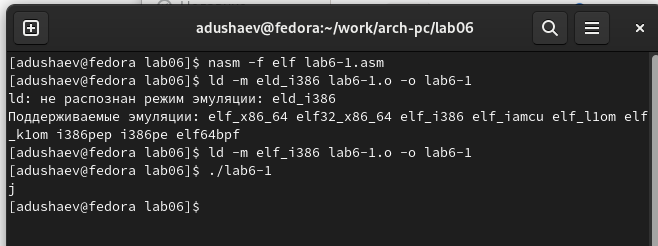 adushaev@fedora:~/work/arch-pc/lab06
[adushaev@fedora lab06]$ nasm -f elf lab6-1.asm
[adushaev@fedora lab06]$ ld -m eld_i386 lab6-1.o -o lab6-1
ld: не распознан режим эмуляции: eld_i386
Поддерживаемые эмуляции: elf_x86_64 elf32_x86_64 elf_i386 elf_iamcu elf_l1om elf
_k1om i386pep i386pe elf64bpf
[adushaev@fedora lab06]$ ld -m elf_i386 lab6-1.o -o lab6-1
[adushaev@fedora lab06]$ ./lab6-1
j
[adushaev@fedora lab06]$